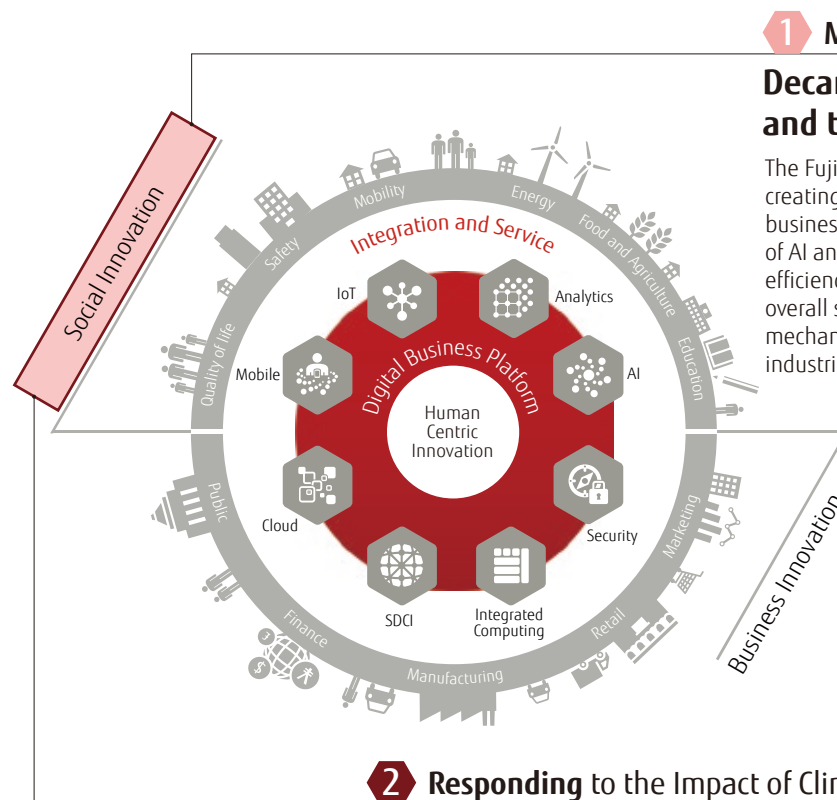 1
Decar
and t
The Fuji
creating
busines
of AI an
efficienc
overall s
mechan
industri
Social Innovation
Mobility
Energy
Safety
Food and Agriculture
Quality of life
Education
Integration and Service
IoT
Analytics
Mobile
AI
Digital Business Platform
Human
Centric
Innovation
Cloud
Security
SDCI
Integrated
Computing
Public
Marketing
Finance
Retail
Manufacturing
Business Innovation
2 Responding to the Impact of Clim